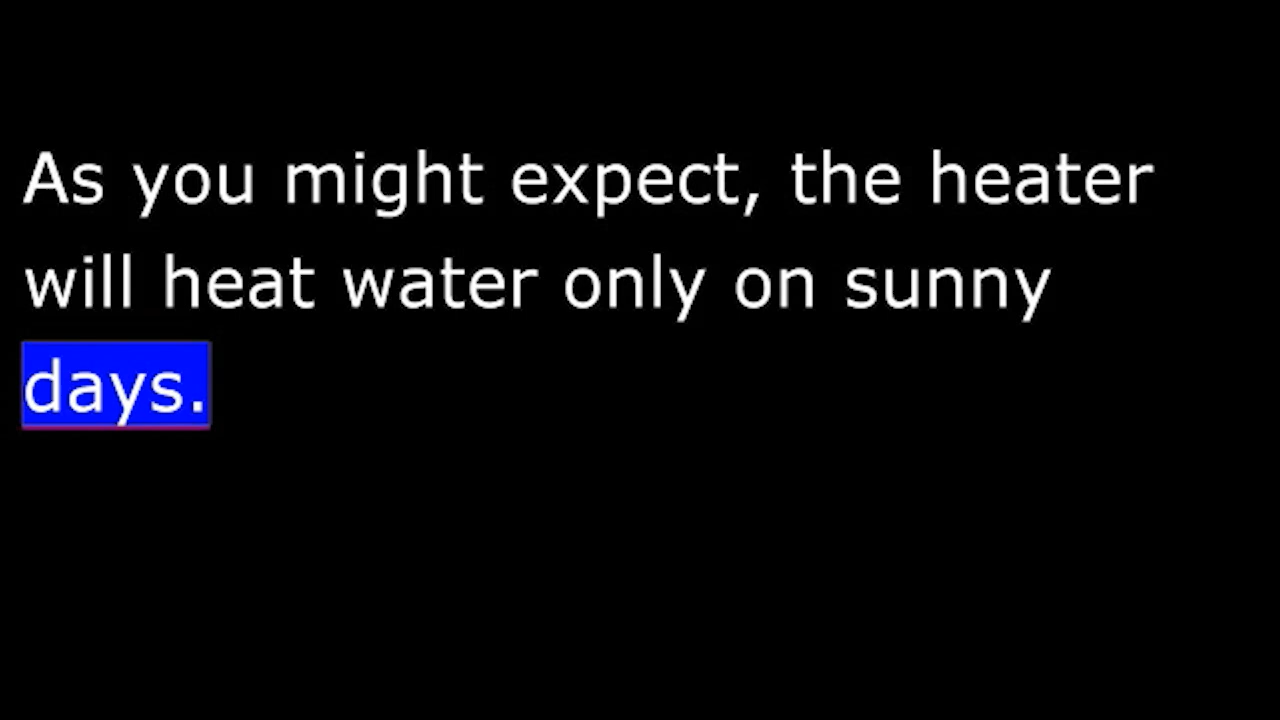 As you might expect, the heater
will heat water only on sunny
days.